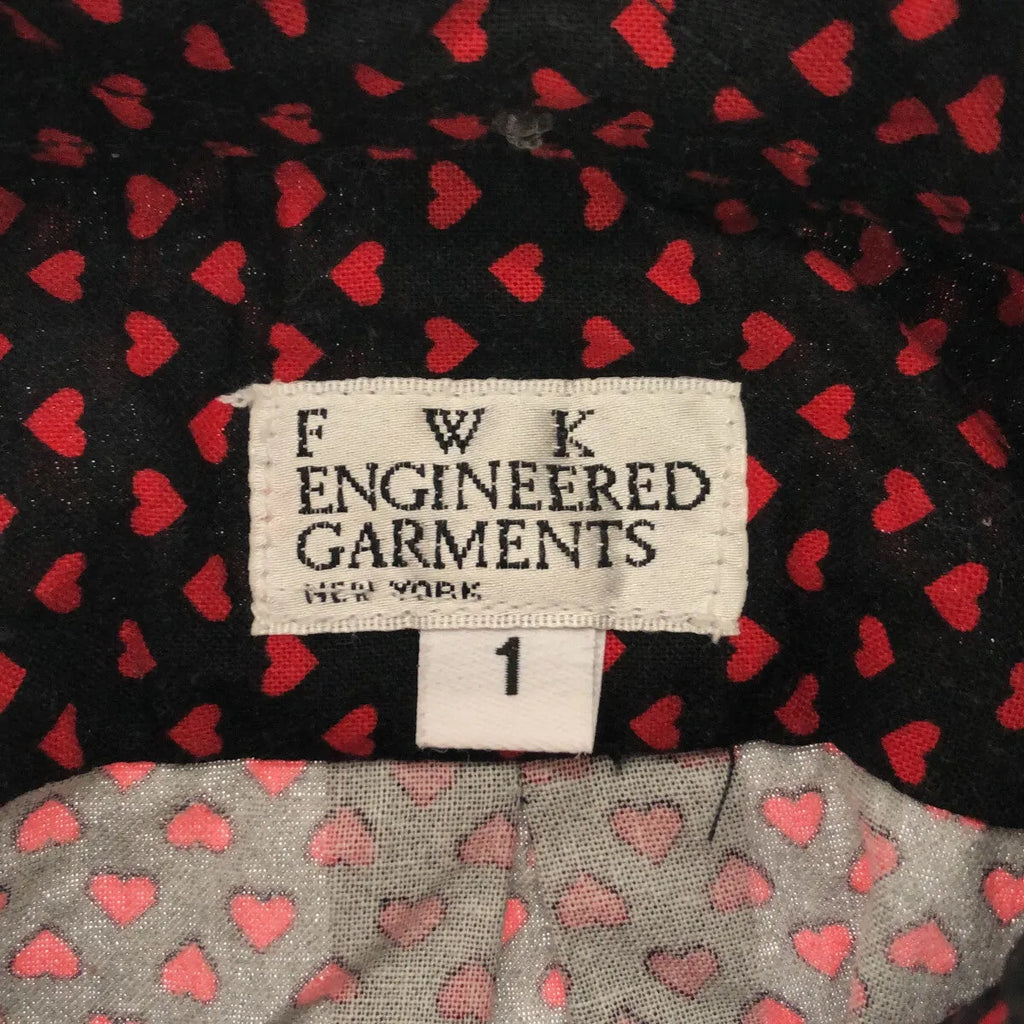 F W K
ENGINEERED
GARMENTS
NEW YORK
1